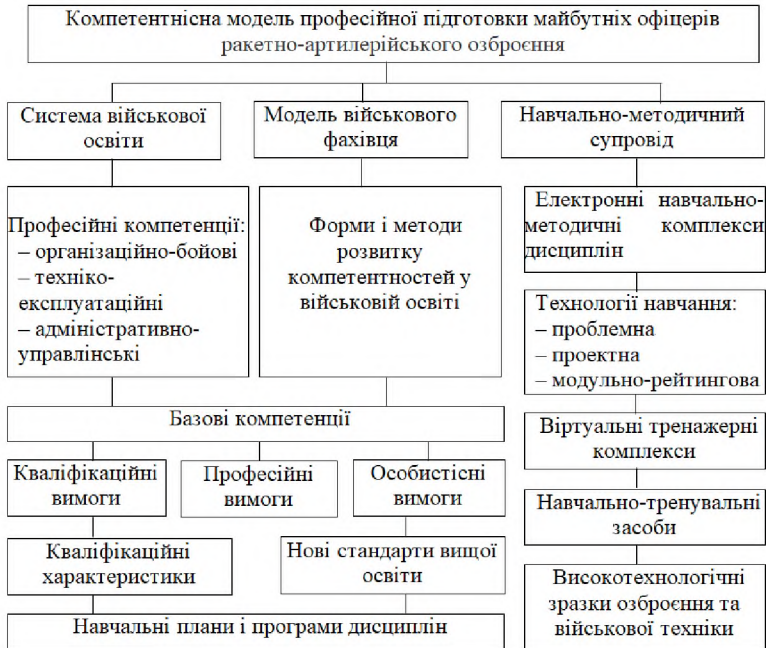 Компетентнісна модель професійної підготовки майбутніх офіцерів
ракетно-артилерійського озброєння
Система військової
освіти
Модель військового
фахівця
Навчально-методичний
супровід
Професійні компетенції:
– організаційно-бойові
– техніко-
експлуатаційні
– адміністративно-
управлінські
Форми і методи
розвитку
компетентностей у
військовій освіті
Електронні навчально-
методичні комплекси
дисциплін
Технології навчання:
– проблемна
– проектна
– модульно-рейтингова
Базові компетенції
Віртуальні тренажерні
комплекси
Кваліфікаційні
вимоги
Професійні
вимоги
Особистісні
вимоги
Навчально-тренувальні
засоби
Кваліфікаційні
характеристики
Нові стандарти вищої
освіти
Високотехнологічні
зразки озброєння та
військової техніки
Навчальні плани і програми дисциплін